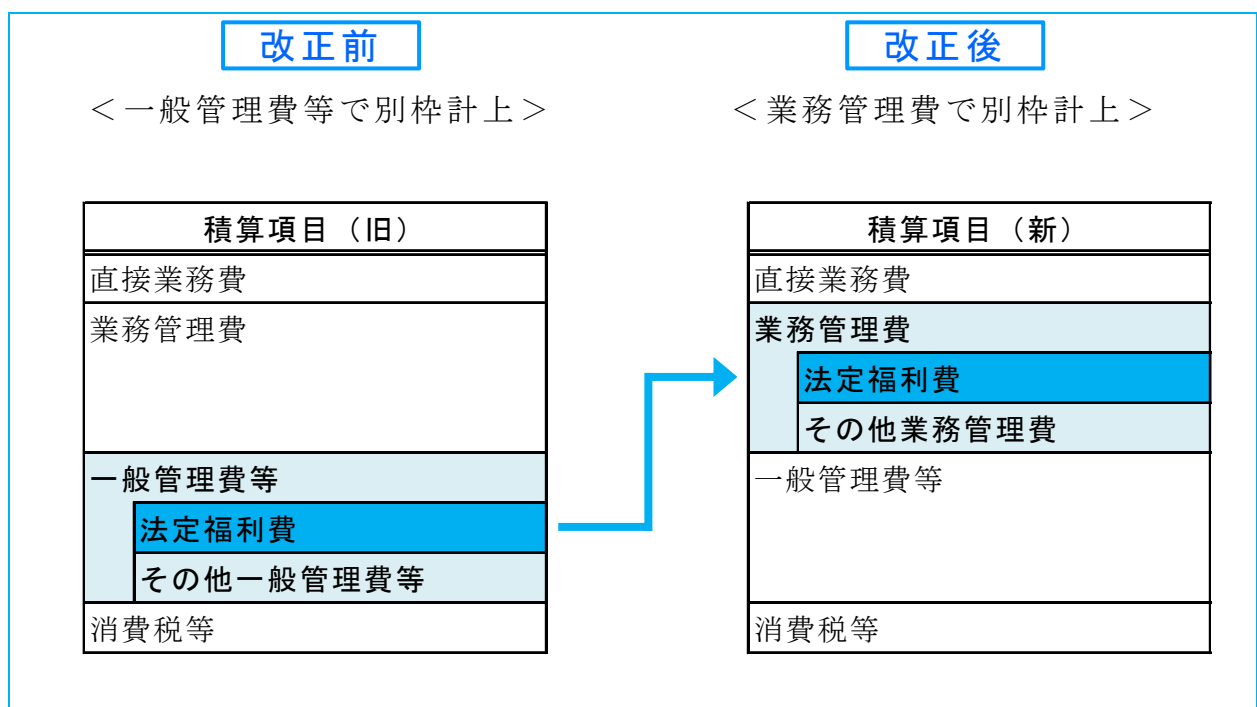 改正前
＜一般管理費等で別枠計上＞
積算項目（旧）
直接業務費
業務管理費
一般管理費等
法定福利費
その他一般管理費等
消費税等
改正後
＜業務管理費で別枠計上＞
積算項目（新）
直接業務費
業務管理費
法定福利費
その他業務管理費
一般管理費等
消費税等